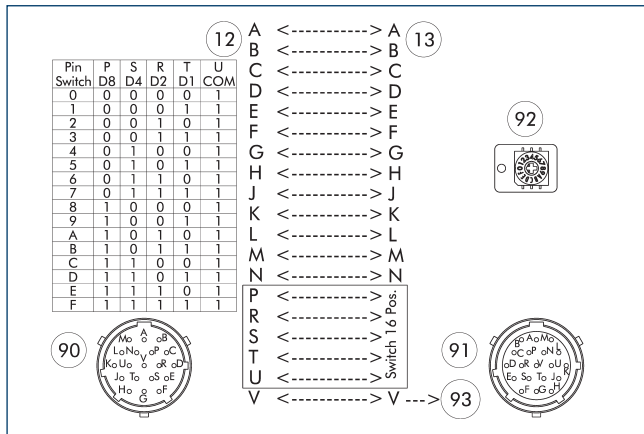 Pin P S R T U
Switch D8 D4 D2 D1 COM
0 0 0 0 0 1
1 0 0 0 1 1
2 0 0 1 0 1
3 0 0 1 1 1
4 0 1 0 0 1
5 0 1 0 1 1
6 0 1 1 0 1
7 0 1 1 1 1
8 1 0 0 0 1
9 1 0 0 1 1
A 1 0 1 0 1
B 1 0 1 1 1
C 1 1 0 0 1
D 1 1 0 1 1
E 1 1 1 0 1
F 1 1 1 1 1
12
13
A <-----------> A
B <-----------> B
C <-----------> C
D <-----------> D
E <-----------> E
F <-----------> F
G <-----------> G
H <-----------> H
J <-----------> J
K <-----------> K
L <-----------> L
M <-----------> M
N <-----------> N
P <----------->
R <----------->
S <----------->
T <----------->
U <----------->
Switch 16 Pos.
V <-----------> V ---> 93
92
90
A
M B
L N P C
K U V R D
J T S E
H F
G
91
B A M
C P N L
D R V U K
E S T J
F G H